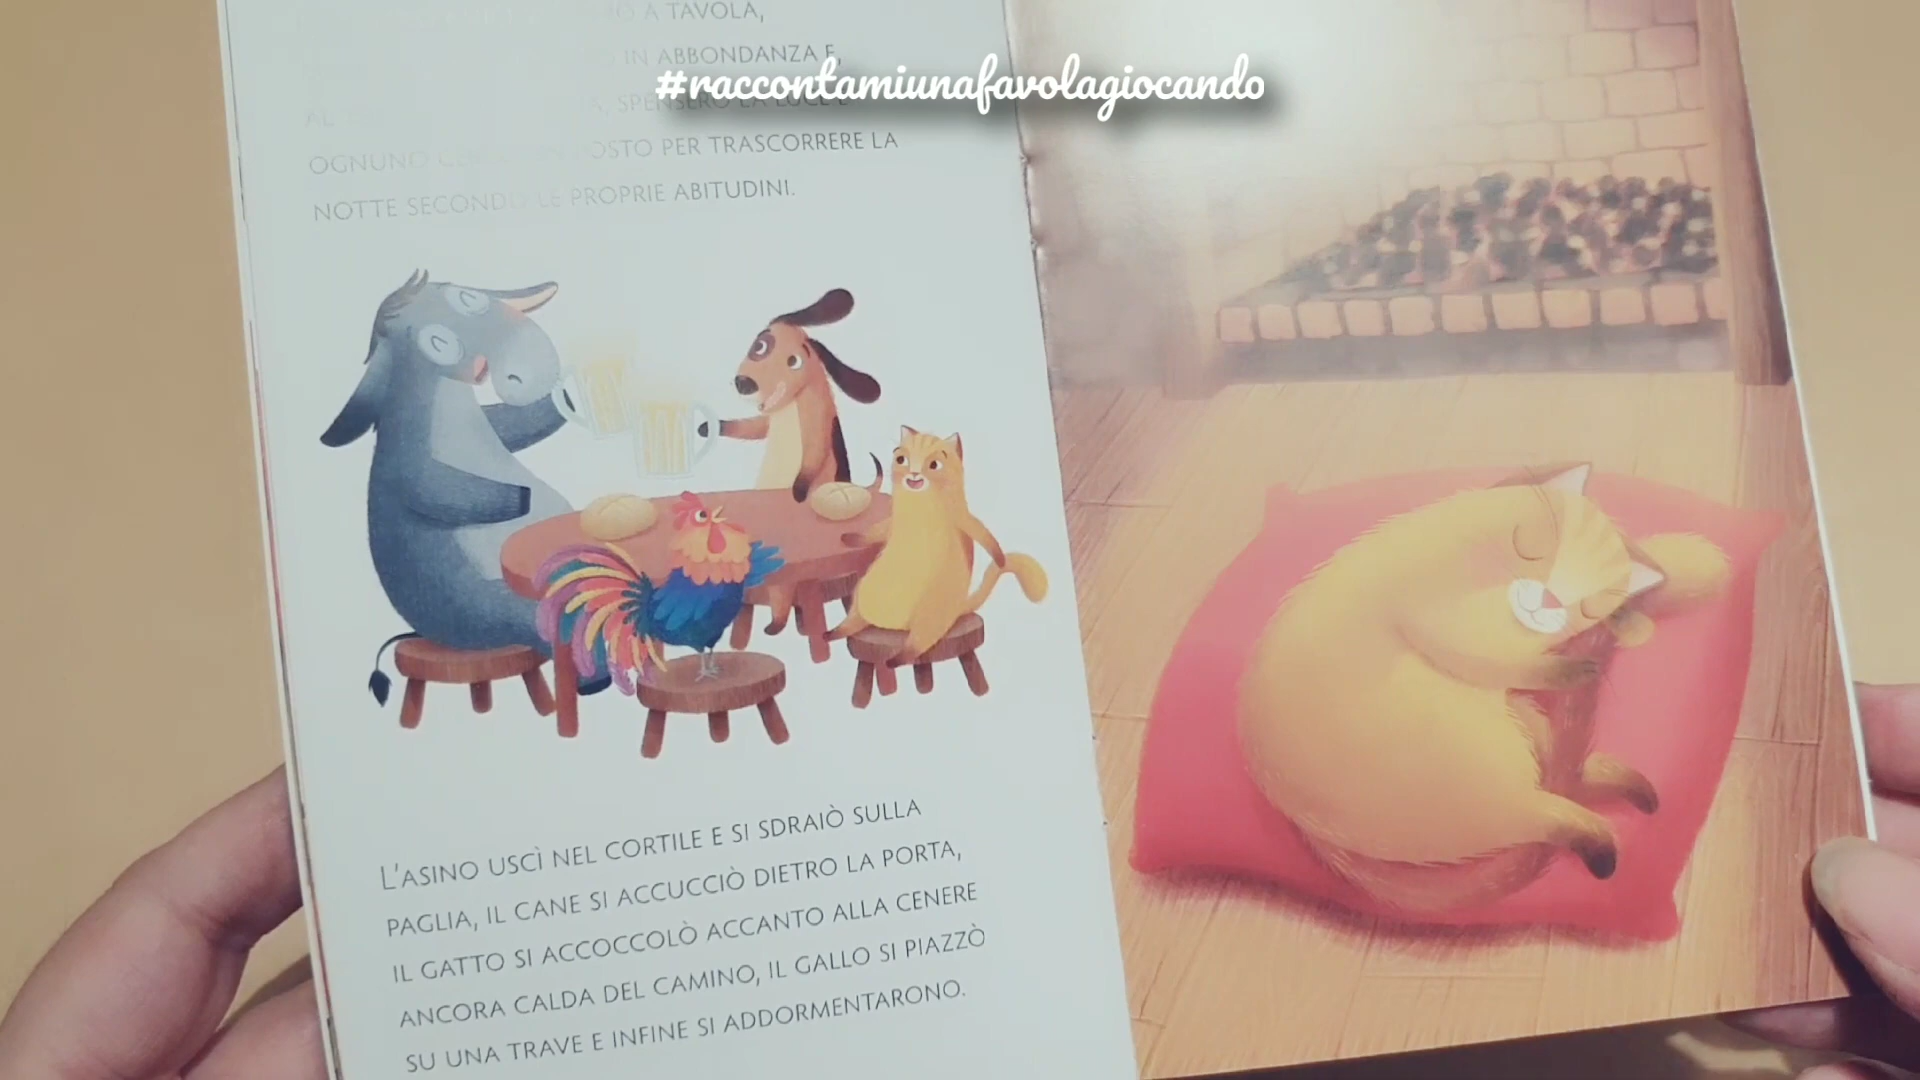 A TAVOLA,
IN ABBONDANZA E,
#raccontamiunafavolagiocando
SPENSERO LA LUCE E
OGNUNO POSTO PER TRASCORRERE LA
NOTTE SECONDO LE PROPRIE ABITUDINI.
L'ASINO USCÌ NEL CORTILE E SI SDRAIÒ SULLA
PAGLIA, IL CANE SI ACCUCCIÒ DIETRO LA PORTA,
IL GATTO SI ACCOCCOLÒ ACCANTO ALLA CENERE
ANCORA CALDA DEL CAMINO, IL GALLO SI PIAZZÒ
SU UNA TRAVE E INFINE SI ADDORMENTARONO.